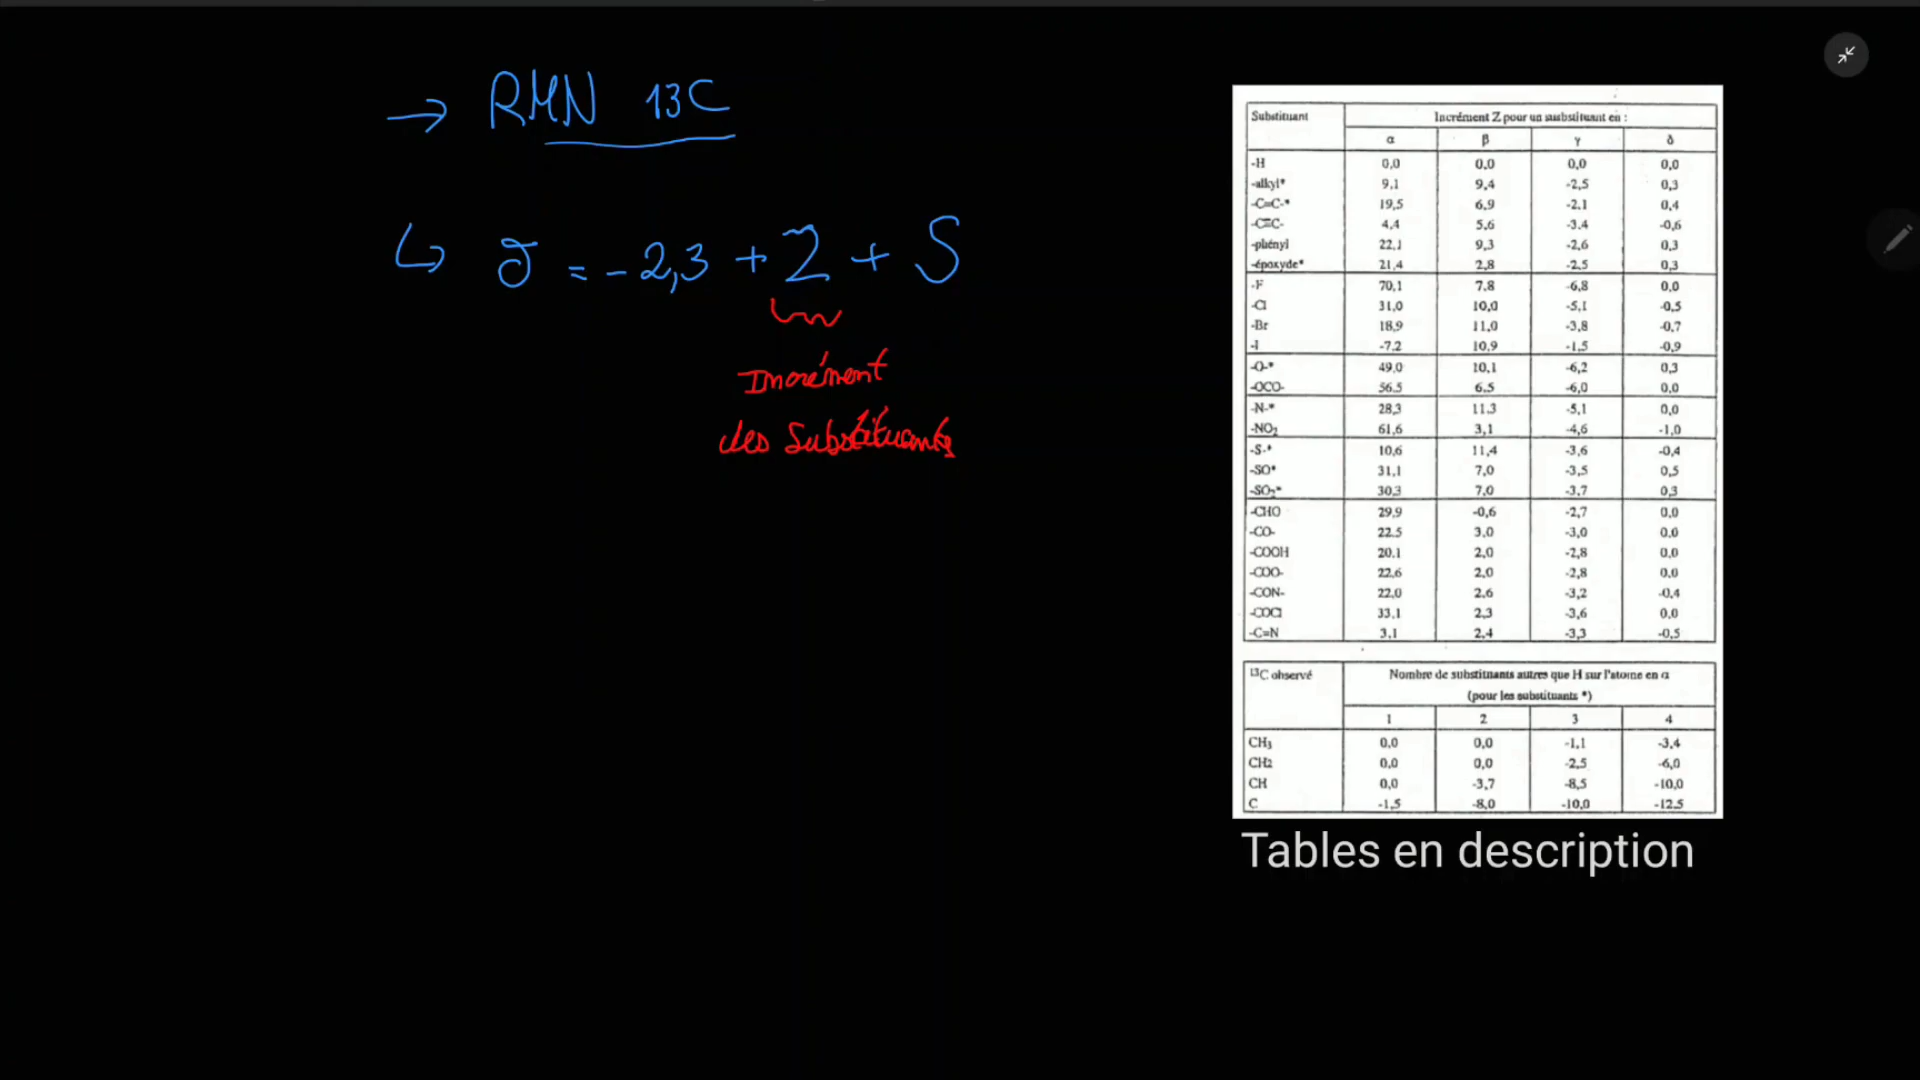 → RMN 13C
↳ δ = - 2,3 + Z + S
Incrément
des Substituants
Substituant Incrément Z pour un susbstituant en :
α β γ δ
-H 0,0 0,0 0,0 0,0
-alkyl* 9,1 9,4 -2,5 0,3
-C=C-* 19,5 6,9 -2,1 0,4
-C≡C- 4,4 5,6 -3,4 -0,6
-phényl 22,1 9,3 -2,6 0,3
-époxyde* 21,4 2,8 -2,5 0,3
-F 70,1 7,8 -6,8 0,0
-Cl 31,0 10,0 -5,1 -0,5
-Br 18,9 11,0 -3,8 -0,7
-I -7,2 10,9 -1,5 -0,9
-O-* 49,0 10,1 -6,2 0,3
-OCO- 56,5 6,5 -6,0 0,0
-N-* 28,3 11,3 -5,1 0,0
-NO2 61,6 3,1 -4,6 -1,0
-S-* 10,6 11,4 -3,6 -0,4
-SO* 31,1 7,0 -3,5 0,5
-SO2* 30,3 7,0 -3,7 0,3
-CHO 29,9 -0,6 -2,7 0,0
-CO- 22,5 3,0 -3,0 0,0
-COOH 20,1 2,0 -2,8 0,0
-COO- 22,6 2,0 -2,8 0,0
-CON- 22,0 2,6 -3,2 -0,4
-COCl 33,1 2,3 -3,6 0,0
-C≡N 3,1 2,4 -3,3 -0,5
13C observé Nombre de substituants autres que H sur l'atome en α
(pour les substituants *)
1 2 3 4
CH3 0,0 0,0 -1,1 -3,4
CH2 0,0 0,0 -2,5 -6,0
CH 0,0 -3,7 -8,5 -10,0
C -1,5 -8,0 -10,0 -12,5
Tables en description